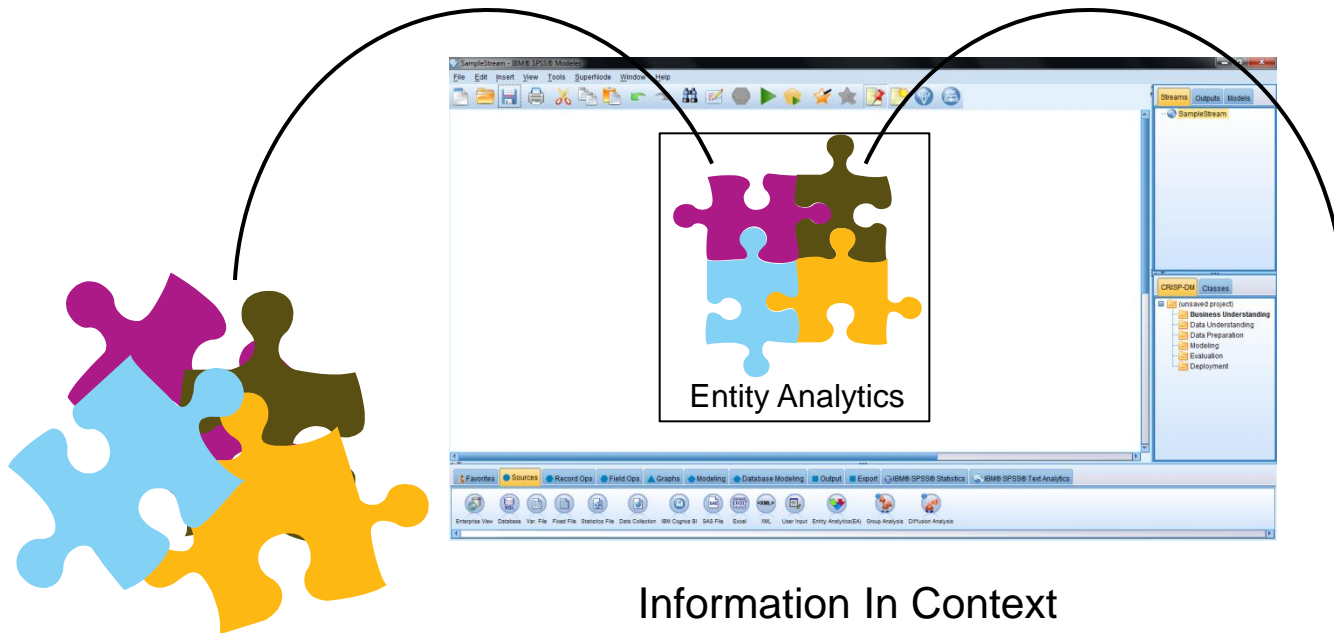 SampleStream - IBM® SPSS® Modeler
File Edit Insert View Tools SuperNode Window Help
Streams Outputs Models
SampleStream
Entity Analytics
CRISP-DM Classes
(unsaved project)
Business Understanding
Data Understanding
Data Preparation
Modeling
Evaluation
Deployment
Favorites Sources Record Ops Field Ops Graphs Modeling Database Modeling Output Export IBM® SPSS® Statistics IBM® SPSS® Text Analytics
SQL SAS EXCEL <XML>
Enterprise View Database Var. File Fixed File Statistics File Data Collection IBM Cognos BI SAS File Excel XML User Input Entity Analytics(EA) Group Analysis Diffusion Analysis
Information In Context